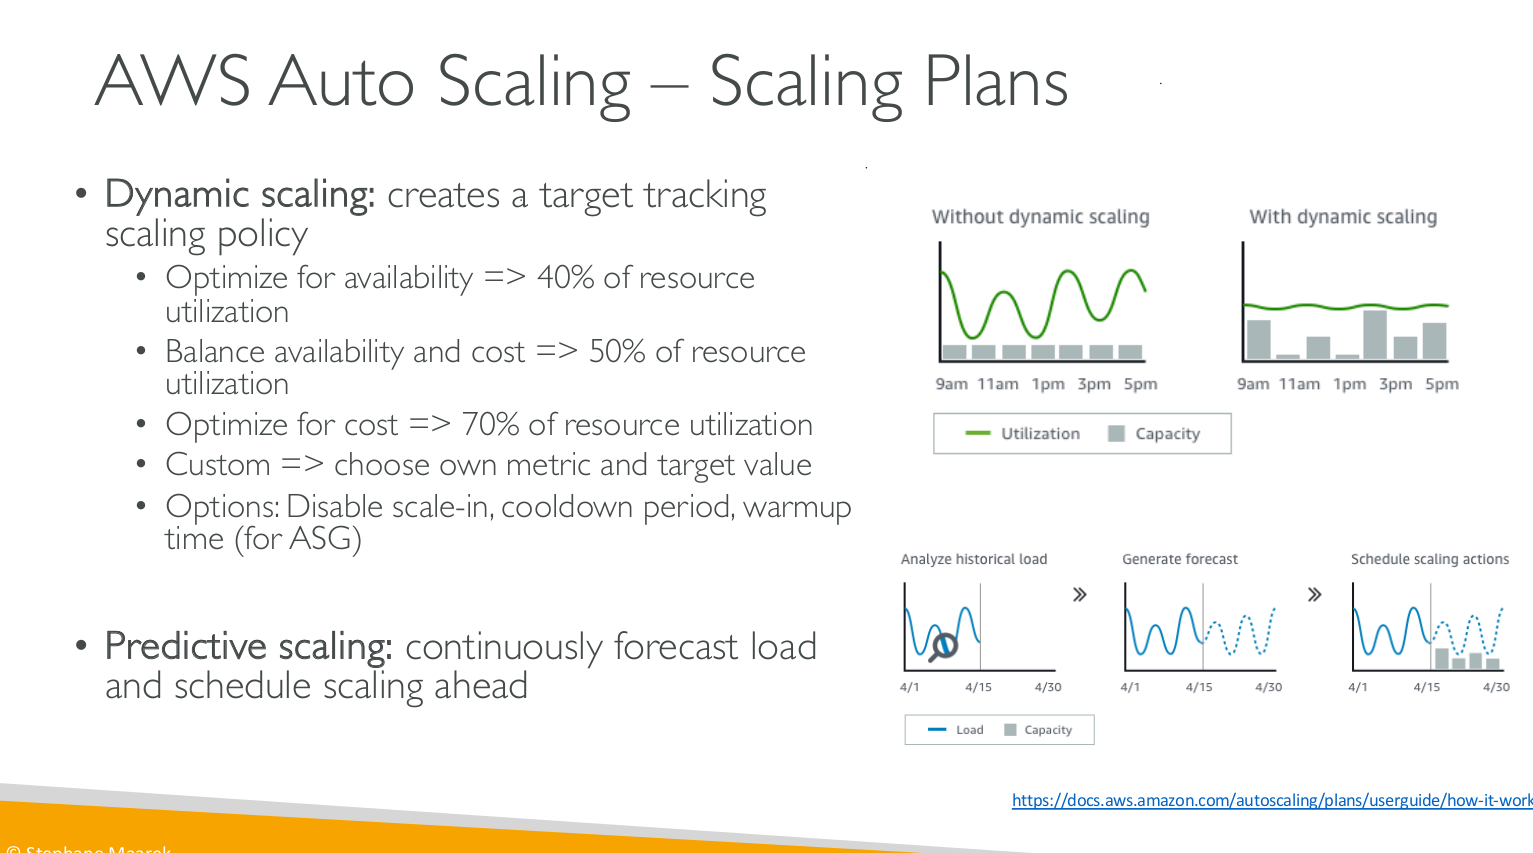 AWS Auto Scaling – Scaling Plans
• Dynamic scaling: creates a target tracking
scaling policy
• Optimize for availability => 40% of resource
utilization
• Balance availability and cost => 50% of resource
utilization
• Optimize for cost => 70% of resource utilization
• Custom => choose own metric and target value
• Options: Disable scale-in, cooldown period, warmup
time (for ASG)
• Predictive scaling: continuously forecast load
and schedule scaling ahead
Without dynamic scaling
9am 11am 1pm 3pm 5pm
With dynamic scaling
9am 11am 1pm 3pm 5pm
Utilization Capacity
Analyze historical load
4/1 4/15 4/30
Generate forecast
4/1 4/15 4/30
Schedule scaling actions
4/1 4/15 4/30
Load Capacity
https://docs.aws.amazon.com/autoscaling/plans/userguide/how-it-work
© Stephane Maarek